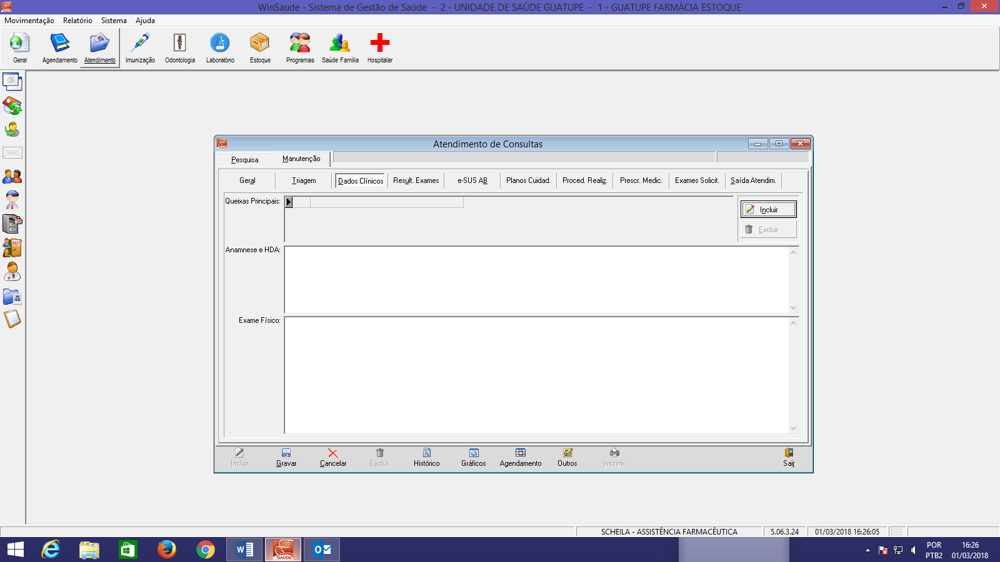 WinSaude - Sistema de Gestão de Saúde - 2 - UNIDADE DE SAÚDE GUATUPE - 1 - GUATUPE FARMÁCIA ESTOQUE
Movimentação Relatório Sistema Ajuda
Geral Agendamento Atendimento Imunização Odontologia Laboratório Estoque Programas Saúde Família Hospitalar
Atendimento de Consultas
Pesquisa Manutenção
Geral Triagem Dados Clínicos Result. Exames e-SUS AB Planos Cuidad. Proced. Realiz. Prescr. Medic. Exames Solicit. Saída Atendim.
Queixas Principais:
Incluir
Excluir
Anamnese e HDA:
Exame Físico:
Incluir Gravar Cancelar Excluir Histórico Gráficos Agendamento Outros Imprimir Sair
SCHEILA - ASSISTÊNCIA FARMACÊUTICA 5.06.3.24 01/03/2018 16:26:05
POR 16:26
PTB2 01/03/2018